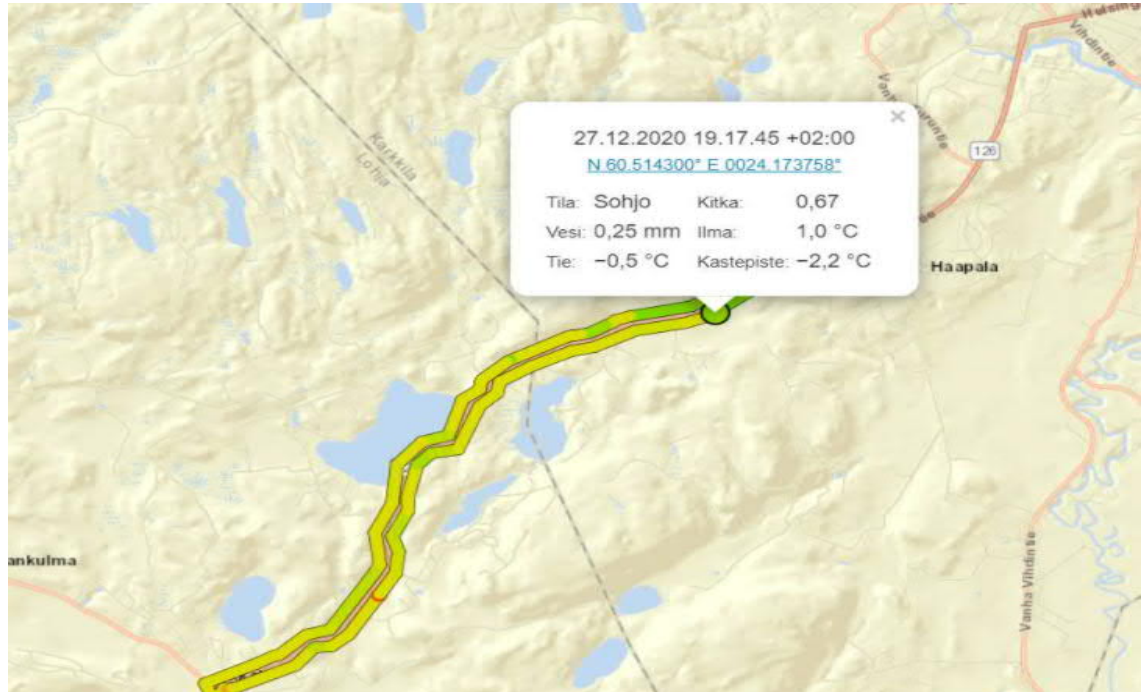 Helsing
Vihdintie
×
27.12.2020 19.17.45 +02:00
N 60.514300° E 0024.173758°
126
Karkkila
Lohja
Tila: Sohjo Kitka: 0,67
Vesi: 0,25 mm Ilma: 1,0 °C
Tie: −0,5 °C Kastepiste: −2,2 °C
Haapala
ankulma
Vanha Vihdintie